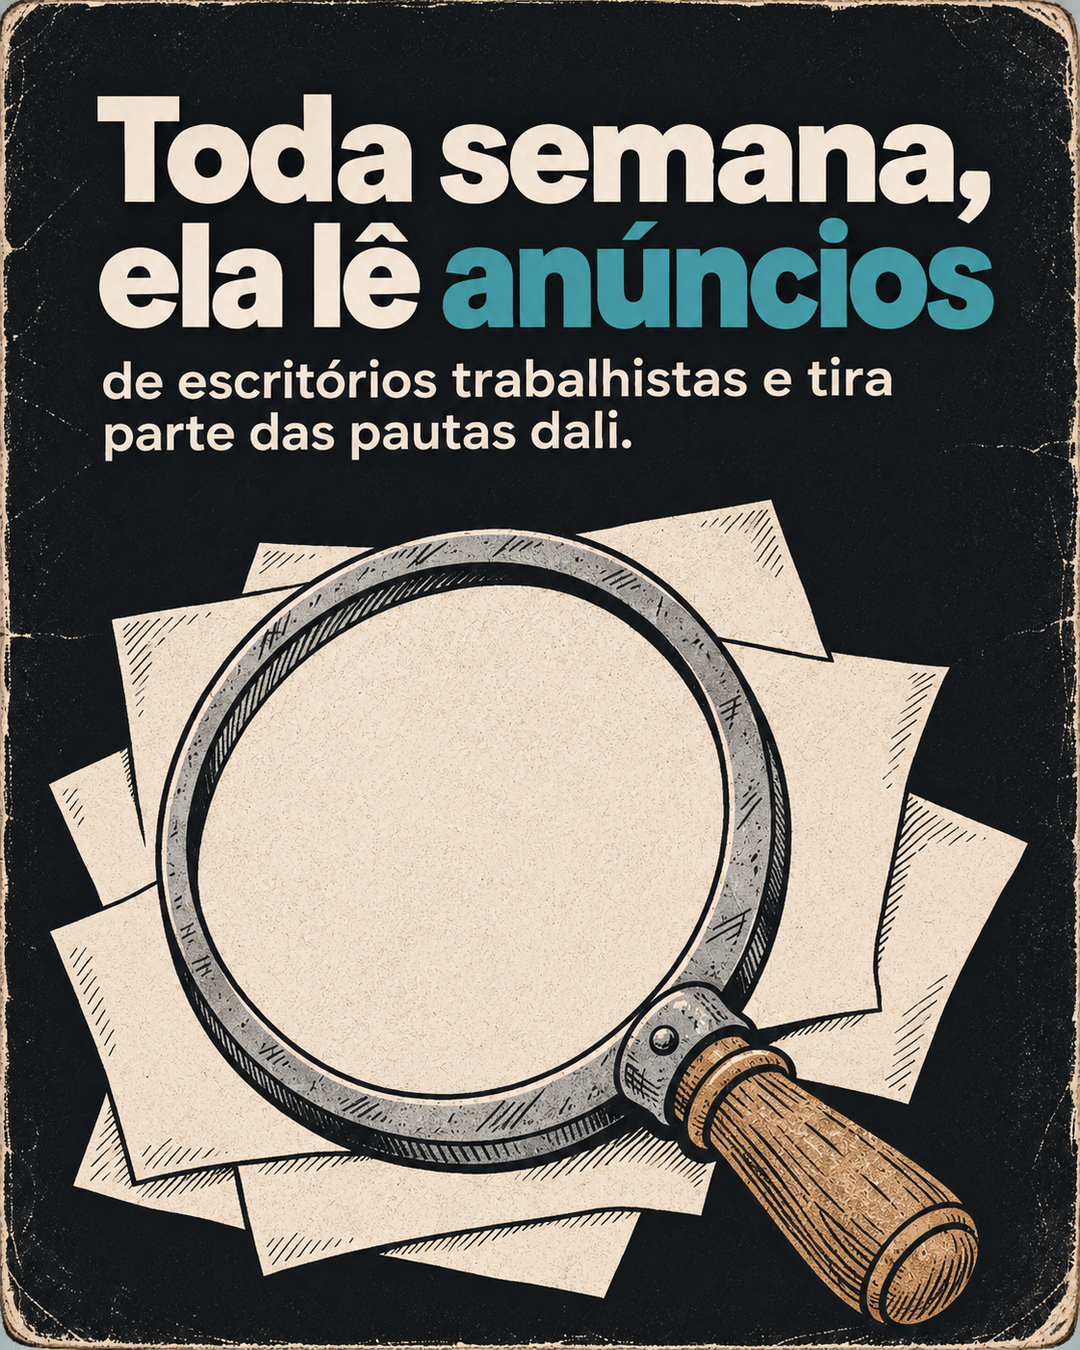 Toda semana,
ela lê anúncios
de escritórios trabalhistas e tira
parte das pautas dali.